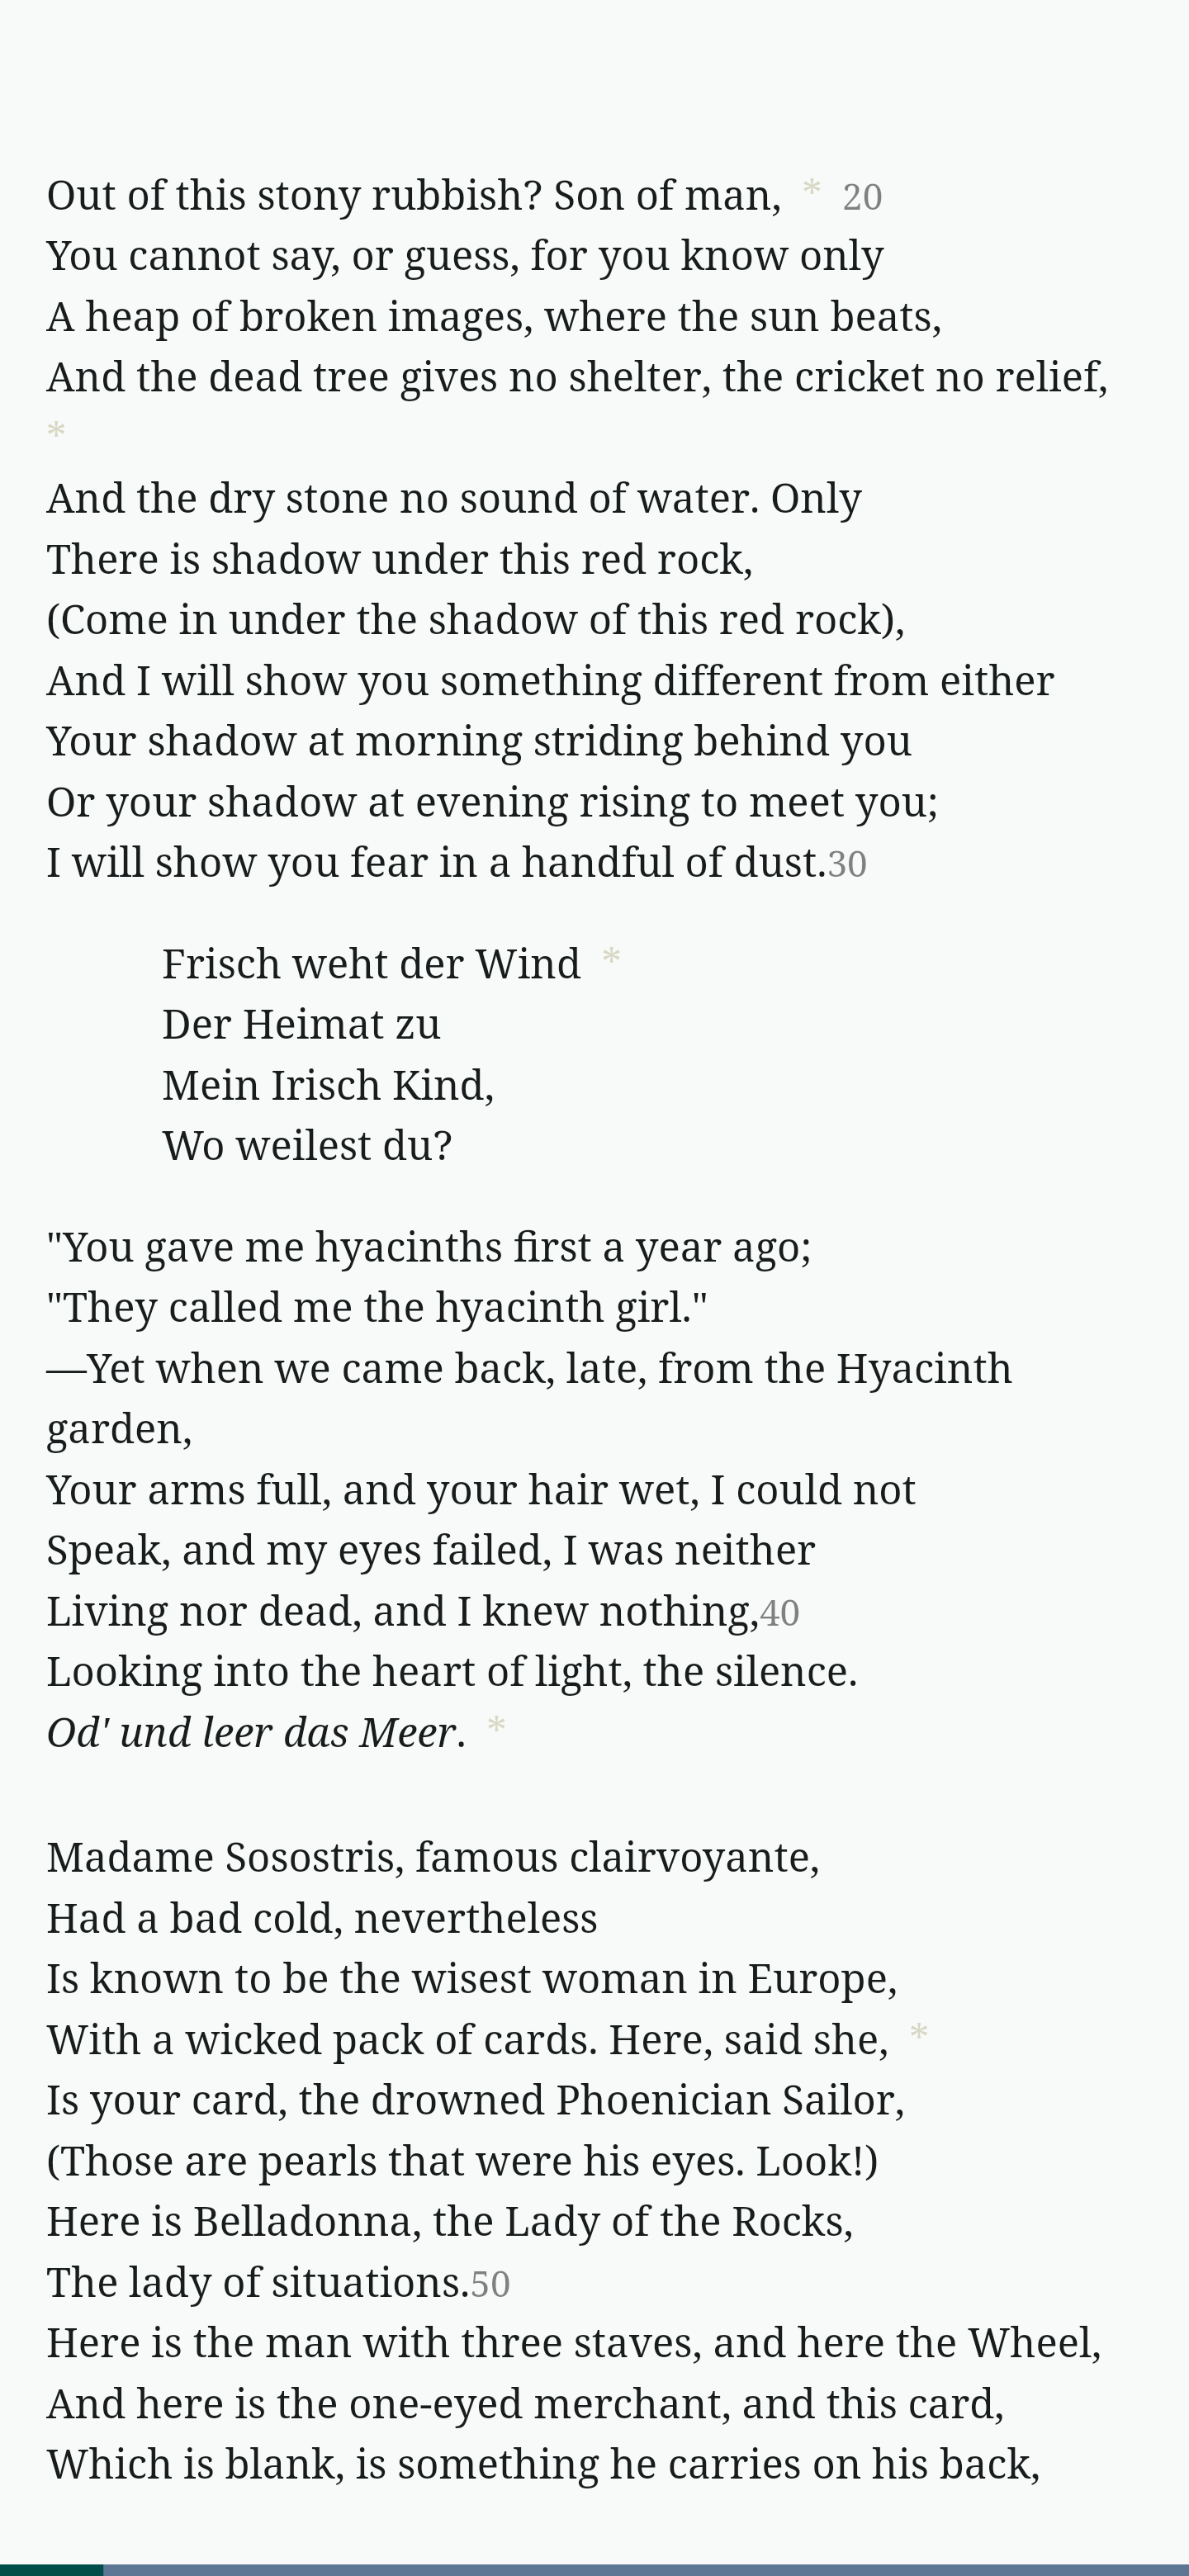 Out of this stony rubbish? Son of man, * 20
You cannot say, or guess, for you know only
A heap of broken images, where the sun beats,
And the dead tree gives no shelter, the cricket no relief,
*
And the dry stone no sound of water. Only
There is shadow under this red rock,
(Come in under the shadow of this red rock),
And I will show you something different from either
Your shadow at morning striding behind you
Or your shadow at evening rising to meet you;
I will show you fear in a handful of dust.30
Frisch weht der Wind *
Der Heimat zu
Mein Irisch Kind,
Wo weilest du?
"You gave me hyacinths first a year ago;
"They called me the hyacinth girl."
—Yet when we came back, late, from the Hyacinth
garden,
Your arms full, and your hair wet, I could not
Speak, and my eyes failed, I was neither
Living nor dead, and I knew nothing,40
Looking into the heart of light, the silence.
Od' und leer das Meer. *
Madame Sosostris, famous clairvoyante,
Had a bad cold, nevertheless
Is known to be the wisest woman in Europe,
With a wicked pack of cards. Here, said she, *
Is your card, the drowned Phoenician Sailor,
(Those are pearls that were his eyes. Look!)
Here is Belladonna, the Lady of the Rocks,
The lady of situations.50
Here is the man with three staves, and here the Wheel,
And here is the one-eyed merchant, and this card,
Which is blank, is something he carries on his back,